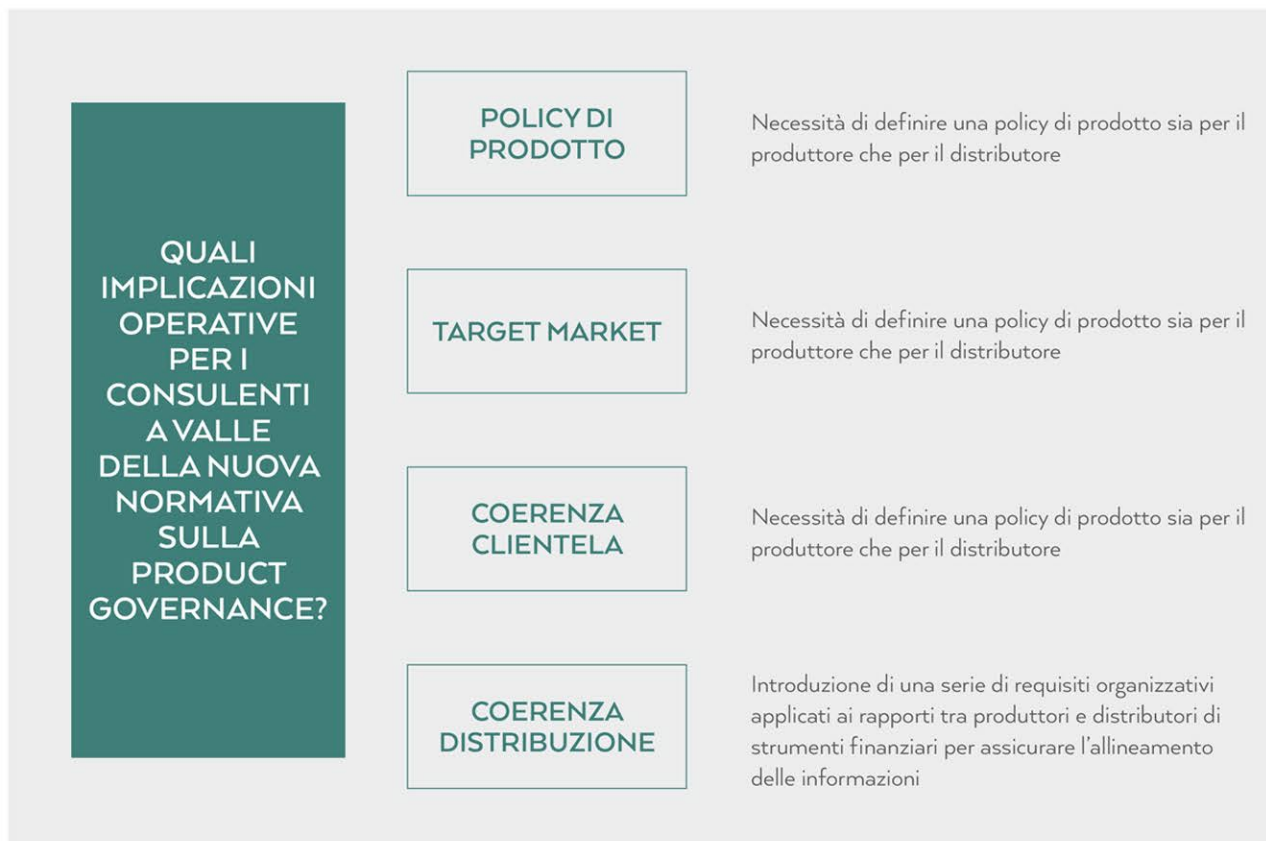 QUALI
IMPLICAZIONI
OPERATIVE
PER I
CONSULENTI
A VALLE
DELLA NUOVA
NORMATIVA
SULLA
PRODUCT
GOVERNANCE?
POLICY DI
PRODOTTO
Necessità di definire una policy di prodotto sia per il
produttore che per il distributore
TARGET MARKET
Necessità di definire una policy di prodotto sia per il
produttore che per il distributore
COERENZA
CLIENTELA
Necessità di definire una policy di prodotto sia per il
produttore che per il distributore
COERENZA
DISTRIBUZIONE
Introduzione di una serie di requisiti organizzativi
applicati ai rapporti tra produttori e distributori di
strumenti finanziari per assicurare l’allineamento
delle informazioni